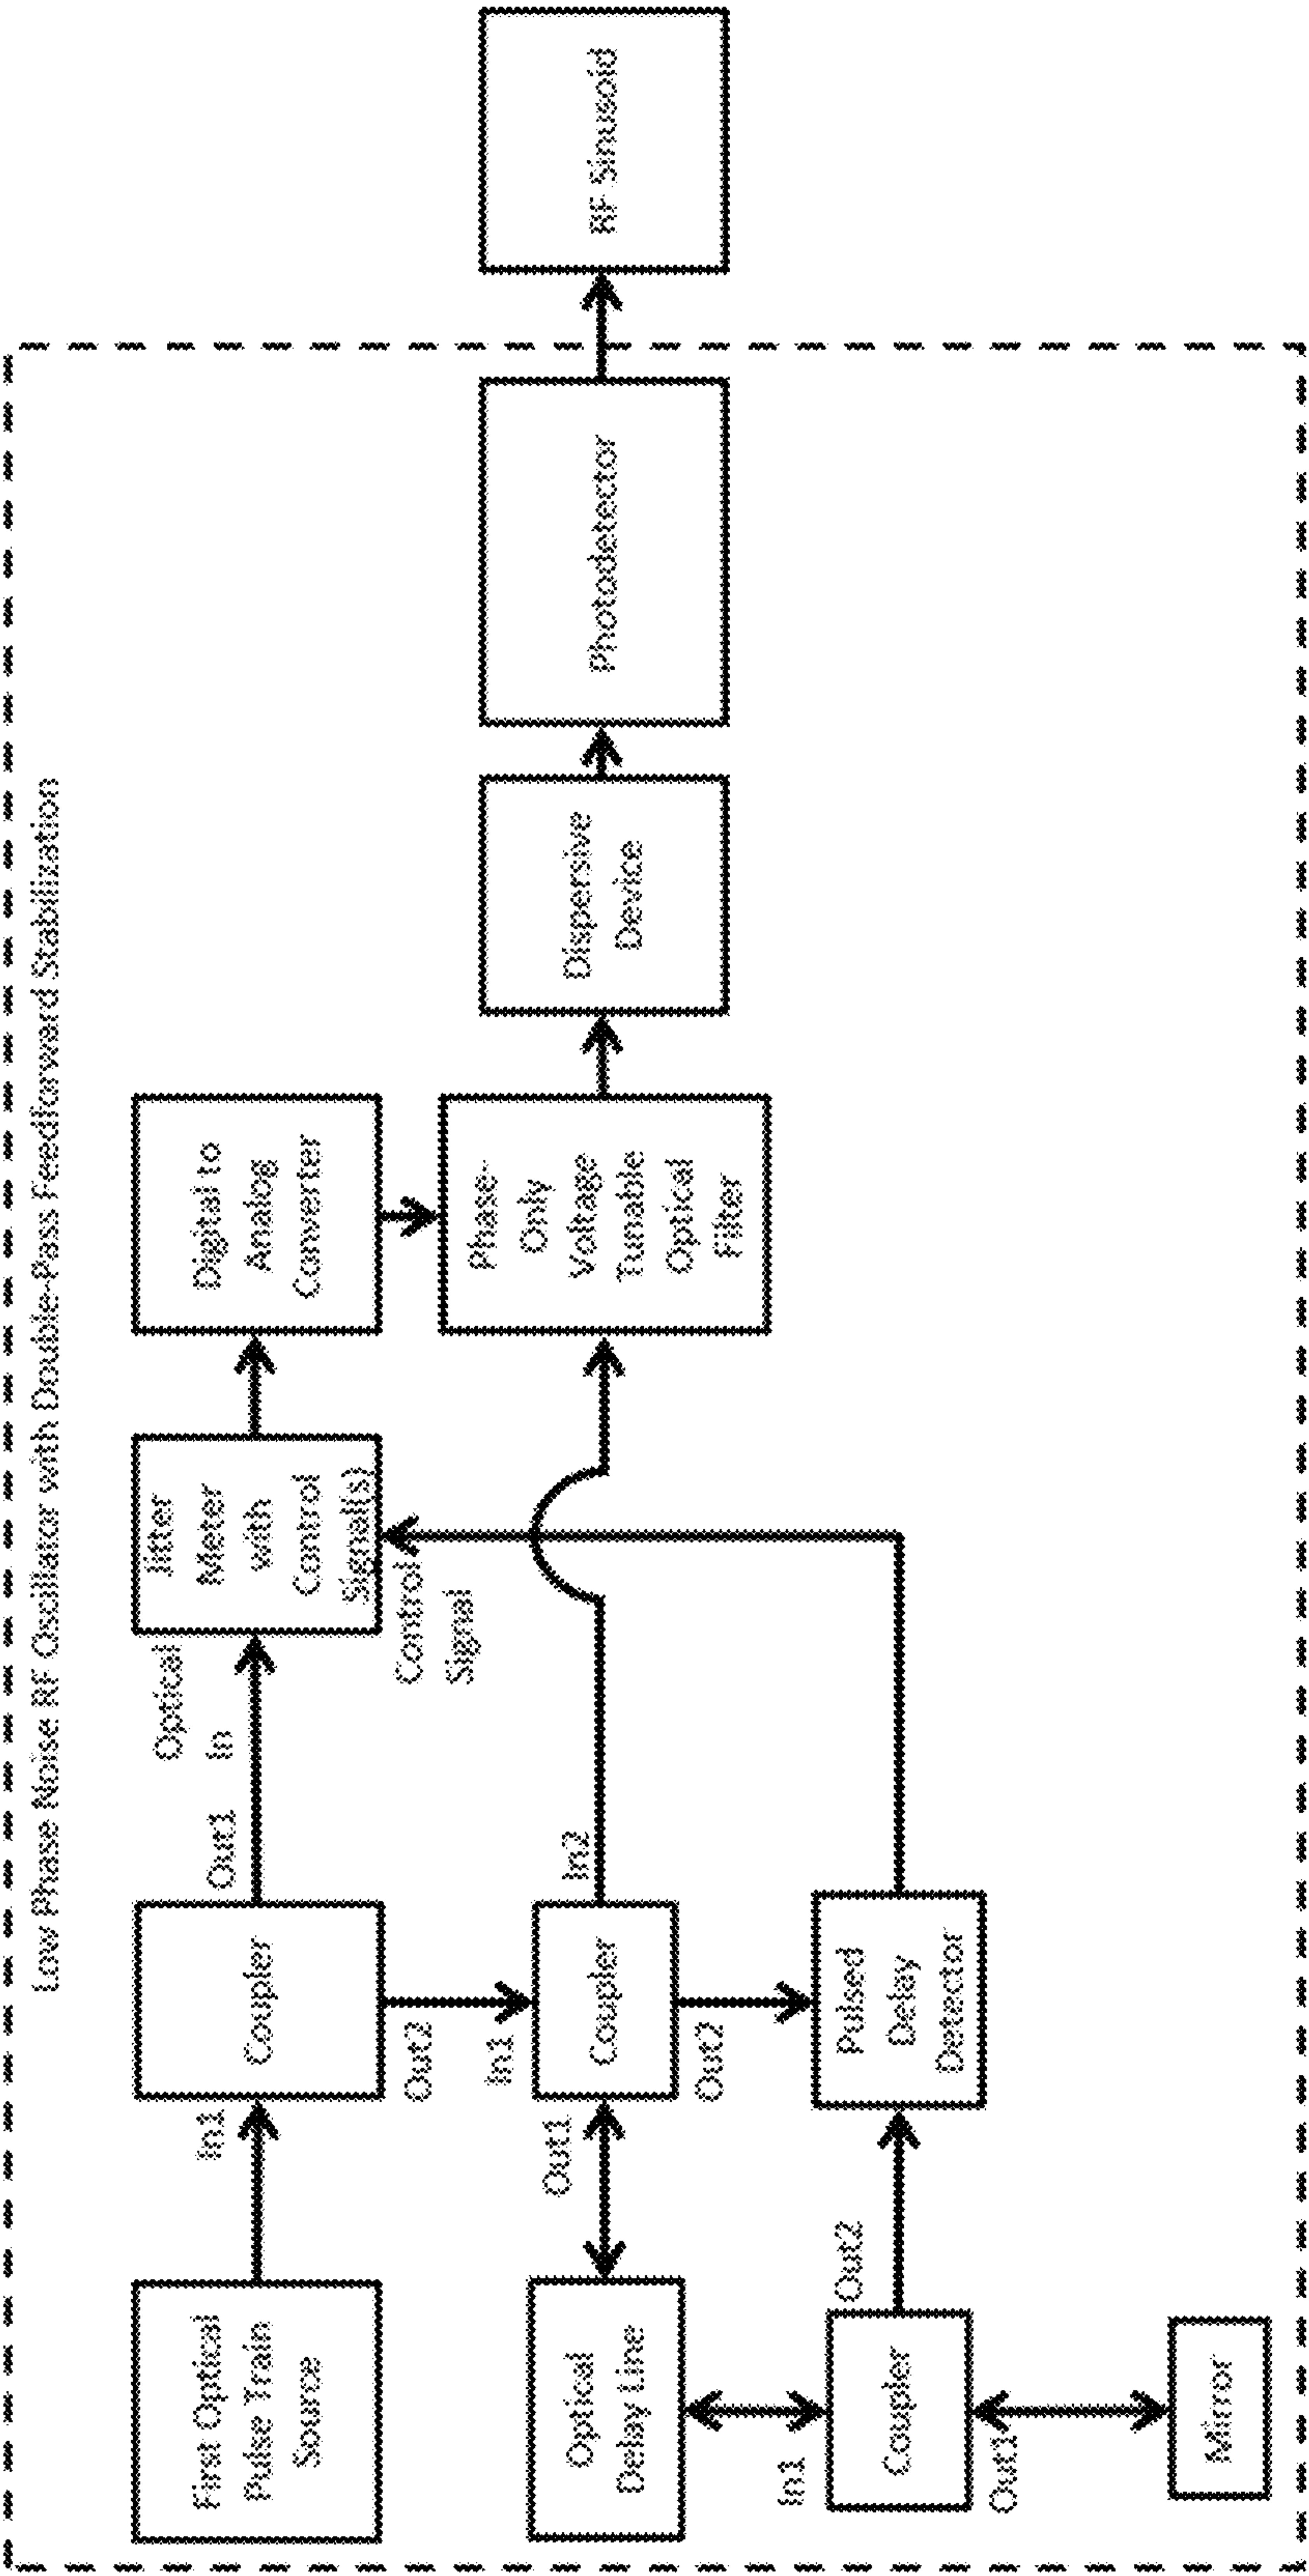 Low Phase Noise RF Oscillator with Double-Pass Feedforward Stabilization
First Optical
Pulse Train
Source
In1
Coupler
Out1
Optical
In
Jitter
Meter
with
Control
Signal(s)
Digital to
Analog
Converter
Out2
In1
Control
Signal
Optical
Delay Line
Out1
Coupler
In2
Phase-
Only
Voltage
Tunable
Optical
Filter
Dispersive
Device
Photodetector
RF Sinusoid
Out2
In1
Coupler
Out2
Pulsed
Delay
Detector
Out1
Mirror